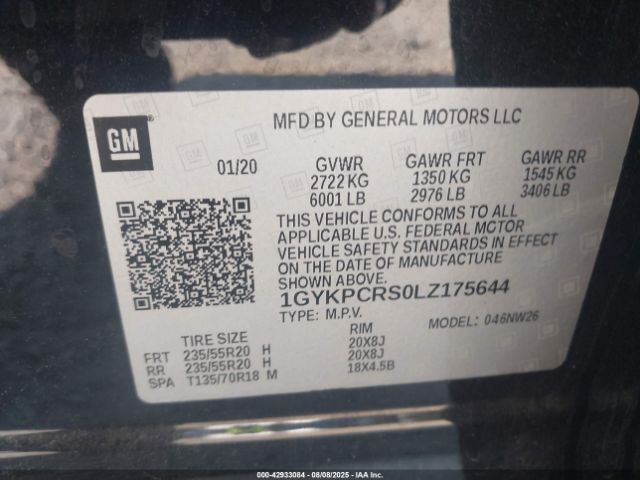 GM
MFD BY GENERAL MOTORS LLC
01/20 GVWR GAWR FRT GAWR RR
2722 KG 1350 KG 1545 KG
6001 LB 2976 LB 3406 LB
THIS VEHICLE CONFORMS TO ALL
APPLICABLE U.S. FEDERAL MOTOR
VEHICLE SAFETY STANDARDS IN EFFECT
ON THE DATE OF MANUFACTURE
SHOWN ABOVE.
1GYKPCRS0LZ175644
TYPE: M.P.V. MODEL: 046NW26
TIRE SIZE RIM
FRT 235/55R20 H 20X8J
RR 235/55R20 H 20X8J
SPA T135/70R18 M 18X4.5B
000-42933084 | 08/08/2025 | IAA Inc.